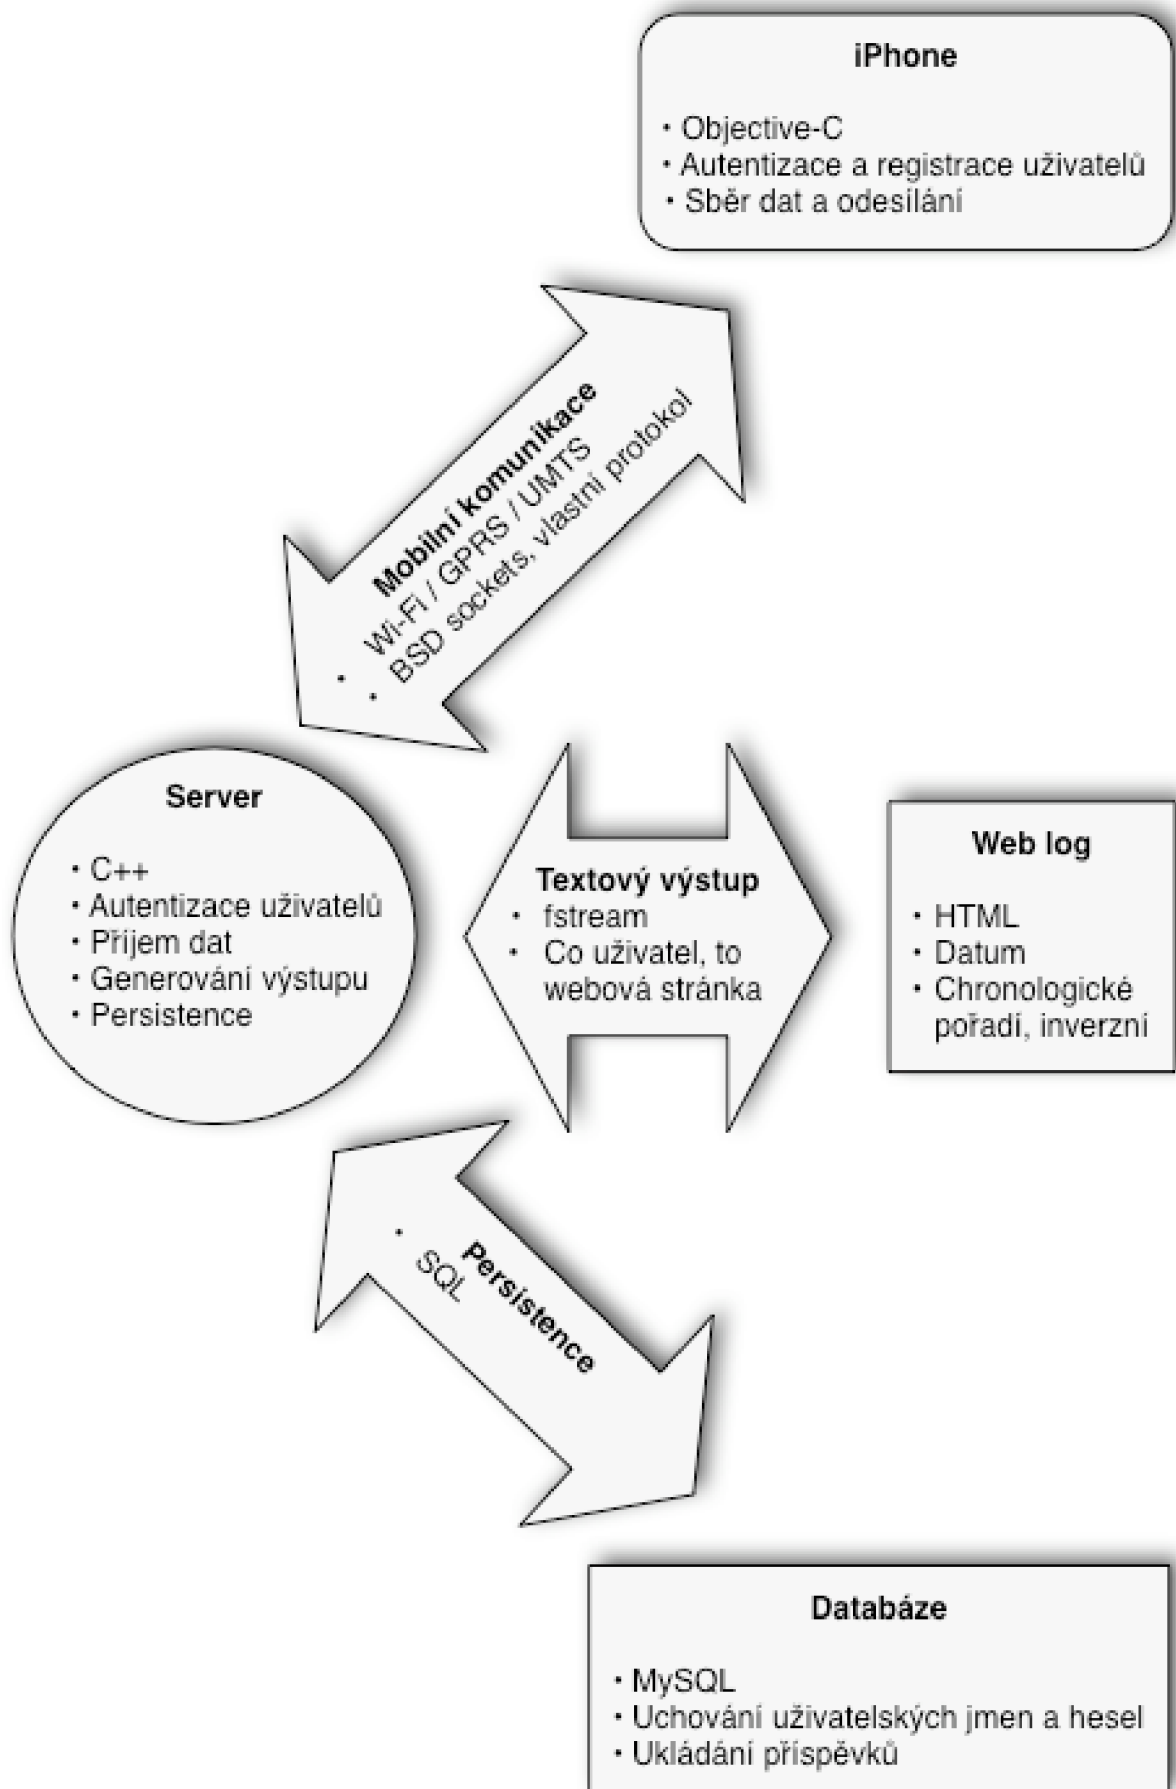 iPhone
• Objective-C
• Autentizace a registrace uživatelů
• Sběr dat a odesílání
Mobilní komunikace
• Wi-Fi / GPRS / UMTS
• BSD sockets, vlastní protokol
Server
• C++
• Autentizace uživatelů
• Příjem dat
• Generování výstupu
• Persistence
Textový výstup
• fstream
• Co uživatel, to
webová stránka
Web log
• HTML
• Datum
• Chronologické
pořadí, inverzní
Persistence
• SQL
Databáze
• MySQL
• Uchování uživatelských jmen a hesel
• Ukládání příspěvků